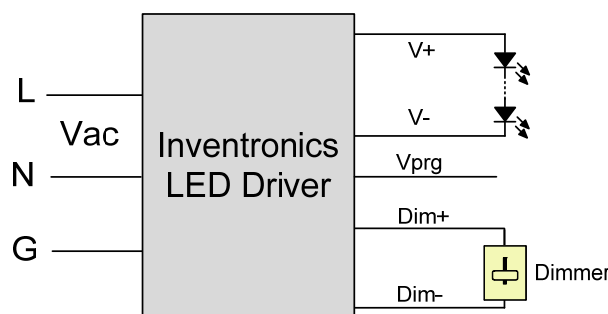 L
Vac
N
G
Inventronics
LED Driver
V+
V-
Vprg
Dim+
Dim-
Dimmer